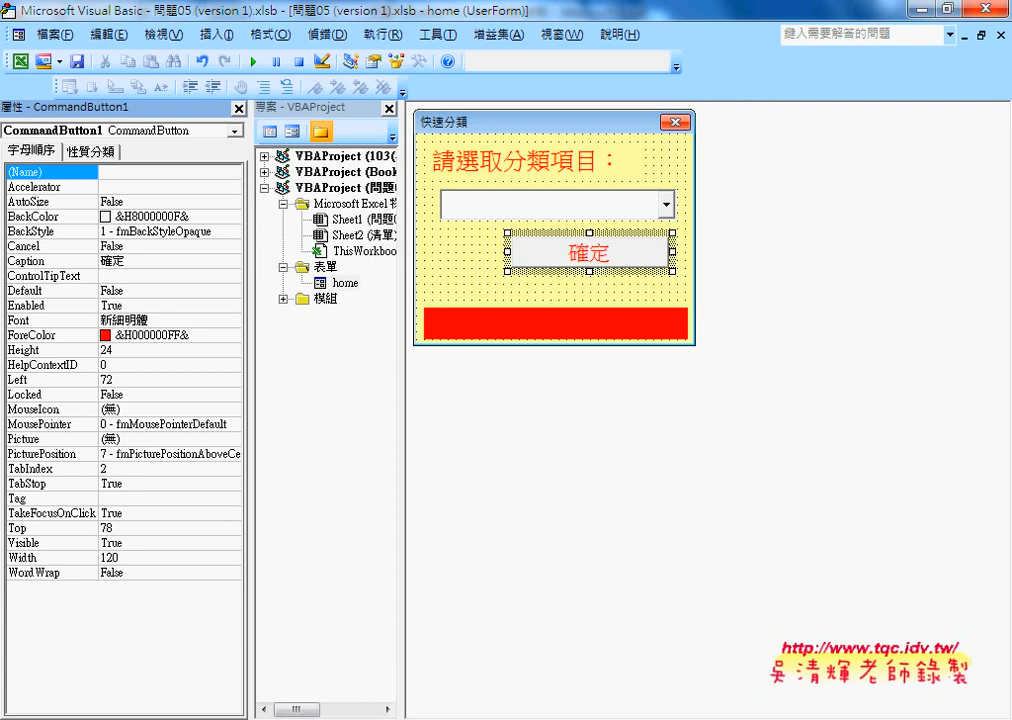 Microsoft Visual Basic - 問題05 (version 1).xlsb - [問題05 (version 1).xlsb - home (UserForm)]
檔案(F) 編輯(E) 檢視(V) 插入(I) 格式(O) 偵錯(D) 執行(R) 工具(T) 增益集(A) 視窗(W) 說明(H)
鍵入需要解答的問題
屬性 - CommandButton1
CommandButton1 CommandButton
字母順序 性質分類
(Name)
Accelerator
AutoSize False
BackColor &H8000000F&
BackStyle 1 - fmBackStyleOpaque
Cancel False
Caption 確定
ControlTipText
Default False
Enabled True
Font 新細明體
ForeColor &H000000FF&
Height 24
HelpContextID 0
Left 72
Locked False
MouseIcon (無)
MousePointer 0 - fmMousePointerDefault
Picture (無)
PicturePosition 7 - fmPicturePositionAboveCe
TabIndex 2
TabStop True
Tag
TakeFocusOnClick True
Top 78
Visible True
Width 120
WordWrap False
專案 - VBAProject
VBAProject (103(
VBAProject (Book
VBAProject (問題
Microsoft Excel
Sheet1 (問題
Sheet2 (清單)
ThisWorkboo
表單
home
模組
快速分類
請選取分類項目：
確定
http://www.tqc.idv.tw/
吳清輝老師錄製